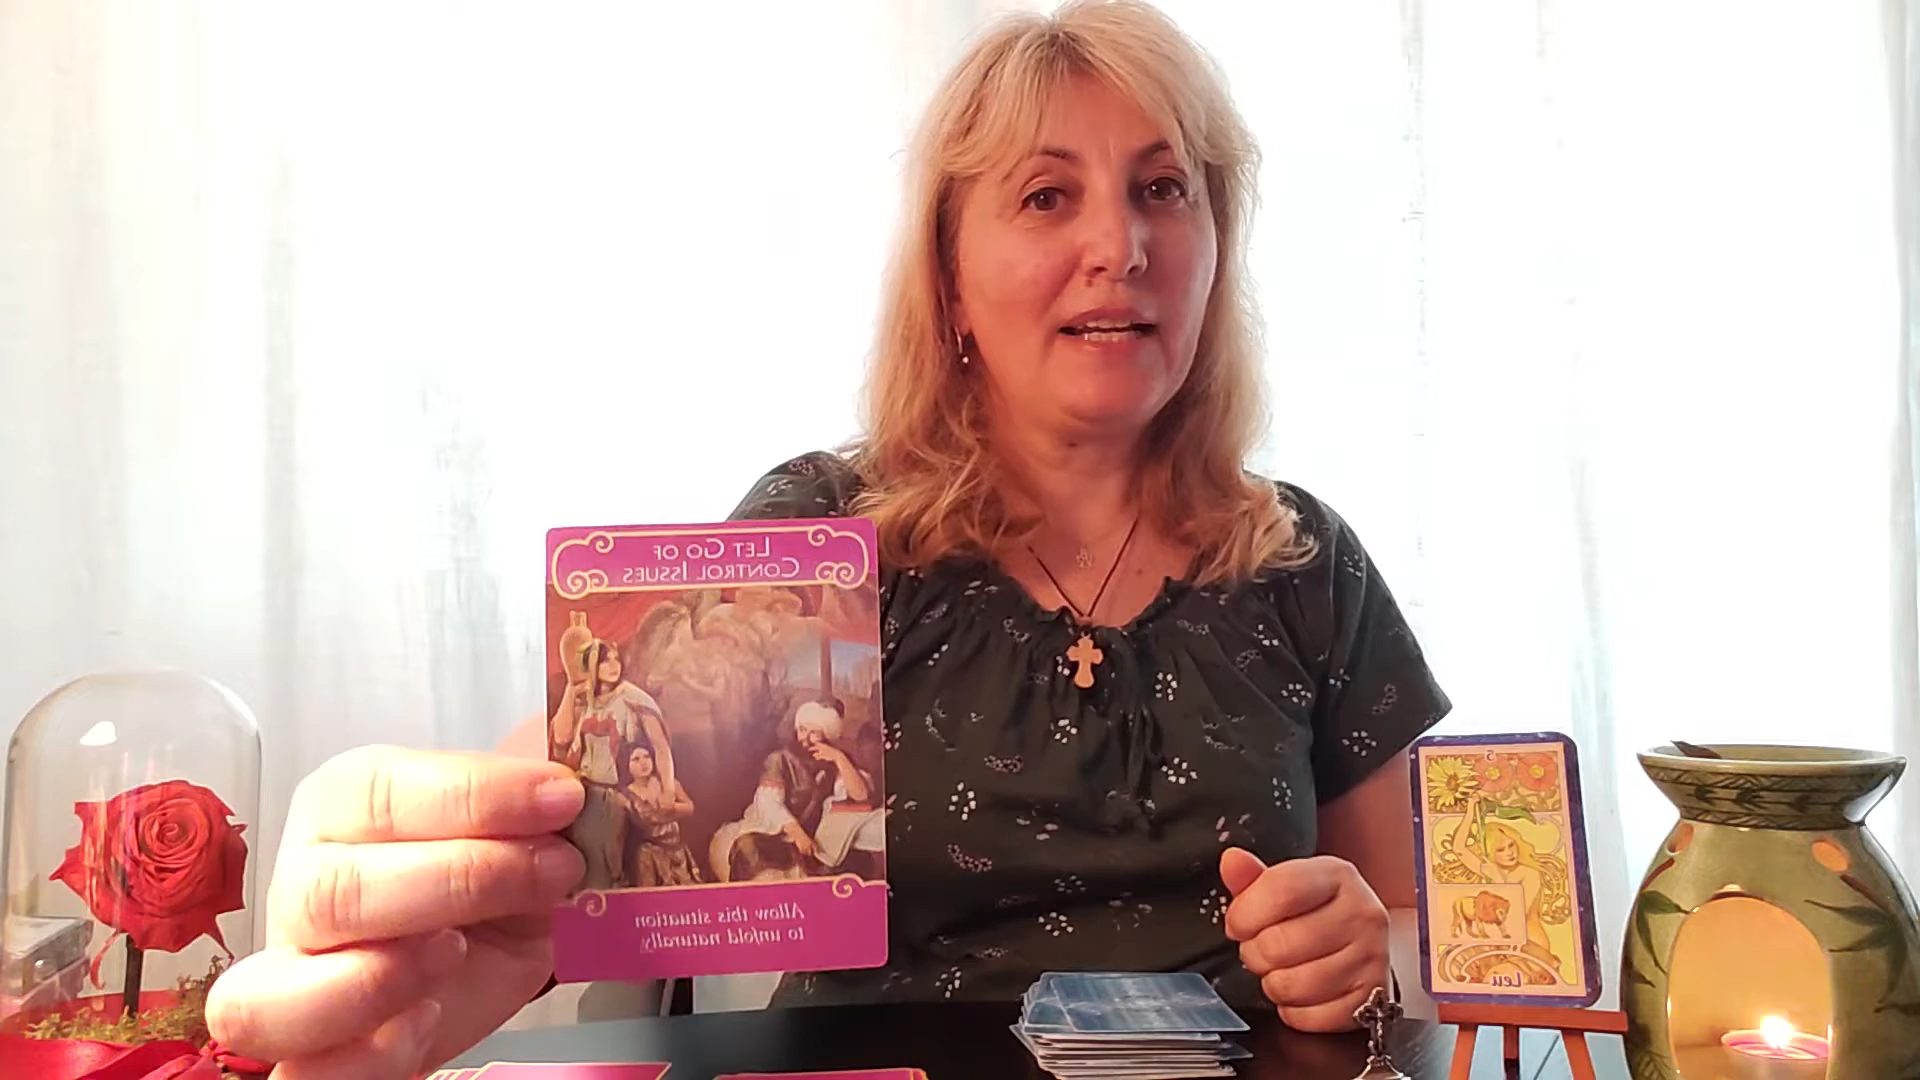 LET GO OF
CONTROL ISSUES
Allow this situation
to unfold naturally.
5
Leu